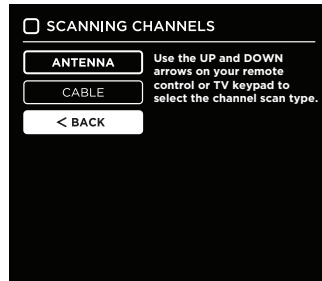 SCANNING CHANNELS
ANTENNA
CABLE
< BACK
Use the UP and DOWN
arrows on your remote
control or TV keypad to
select the channel scan type.